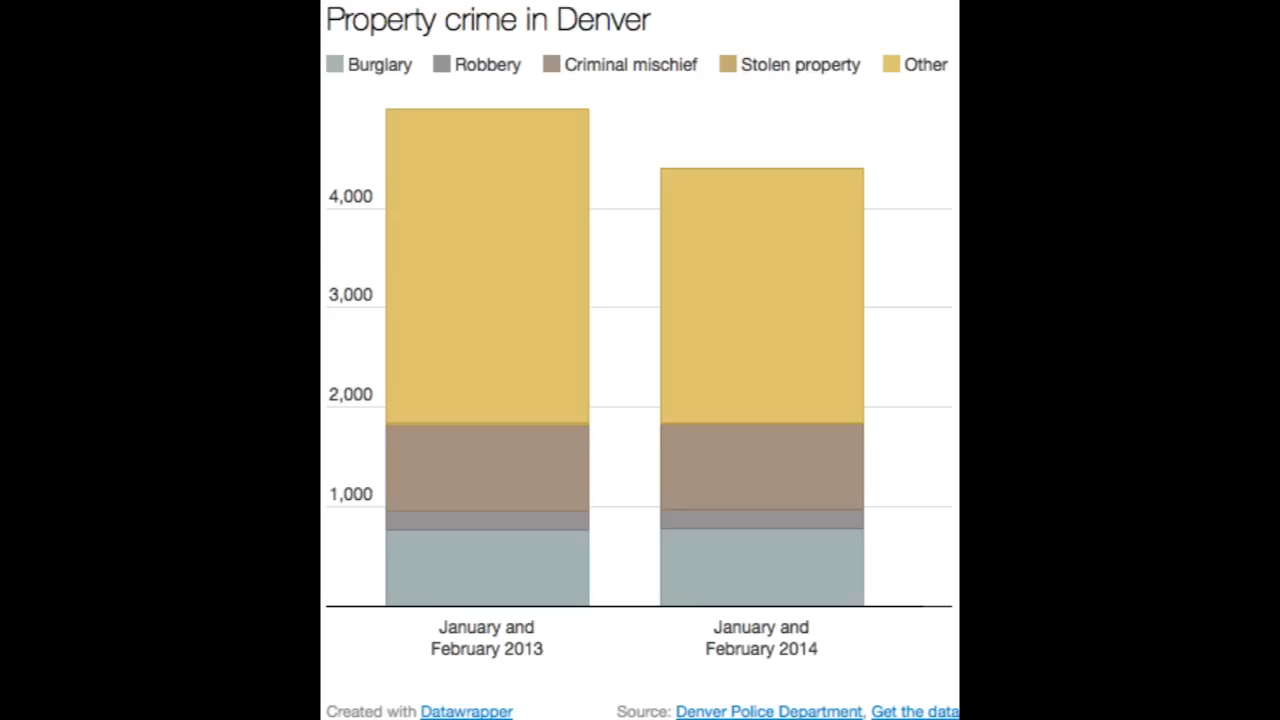 Property crime in Denver
Burglary Robbery Criminal mischief Stolen property Other
4,000
3,000
2,000
1,000
January and
February 2013
January and
February 2014
Created with Datawrapper
Source: Denver Police Department, Get the data